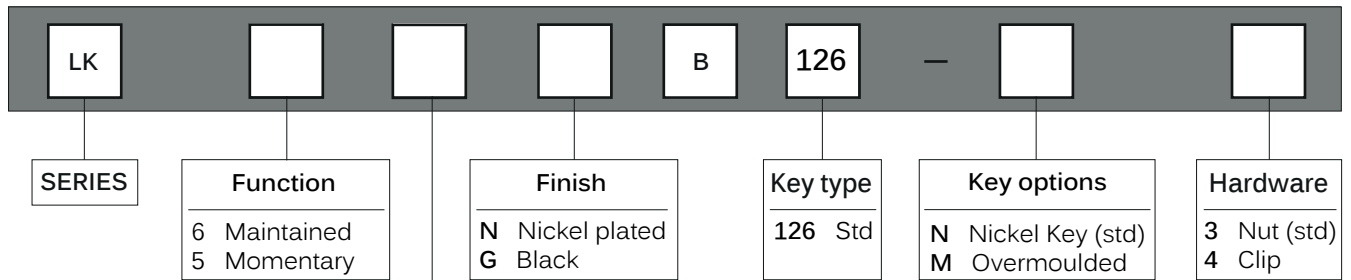 LK B 126 –
SERIES
Function
6 Maintained
5 Momentary
Finish
N Nickel plated
G Black
Key type
126 Std
Key options
N Nickel Key (std)
M Overmoulded
Hardware
3 Nut (std)
4 Clip